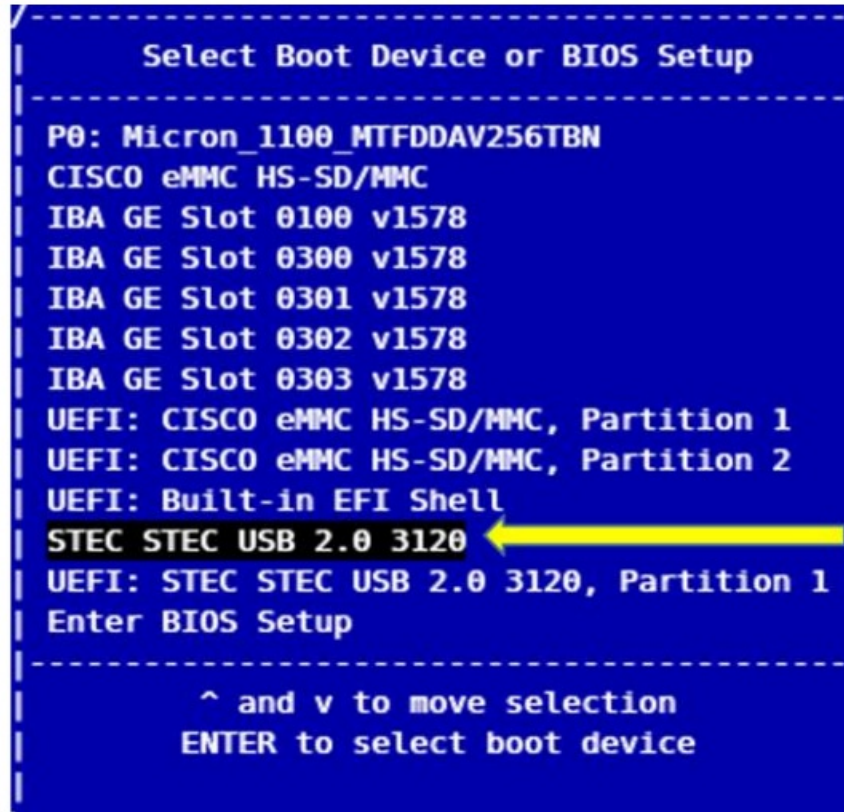 Select Boot Device or BIOS Setup
P0: Micron_1100_MTFDDAV256TBN
CISCO eMMC HS-SD/MMC
IBA GE Slot 0100 v1578
IBA GE Slot 0300 v1578
IBA GE Slot 0301 v1578
IBA GE Slot 0302 v1578
IBA GE Slot 0303 v1578
UEFI: CISCO eMMC HS-SD/MMC, Partition 1
UEFI: CISCO eMMC HS-SD/MMC, Partition 2
UEFI: Built-in EFI Shell
STEC STEC USB 2.0 3120
UEFI: STEC STEC USB 2.0 3120, Partition 1
Enter BIOS Setup
^ and v to move selection
ENTER to select boot device